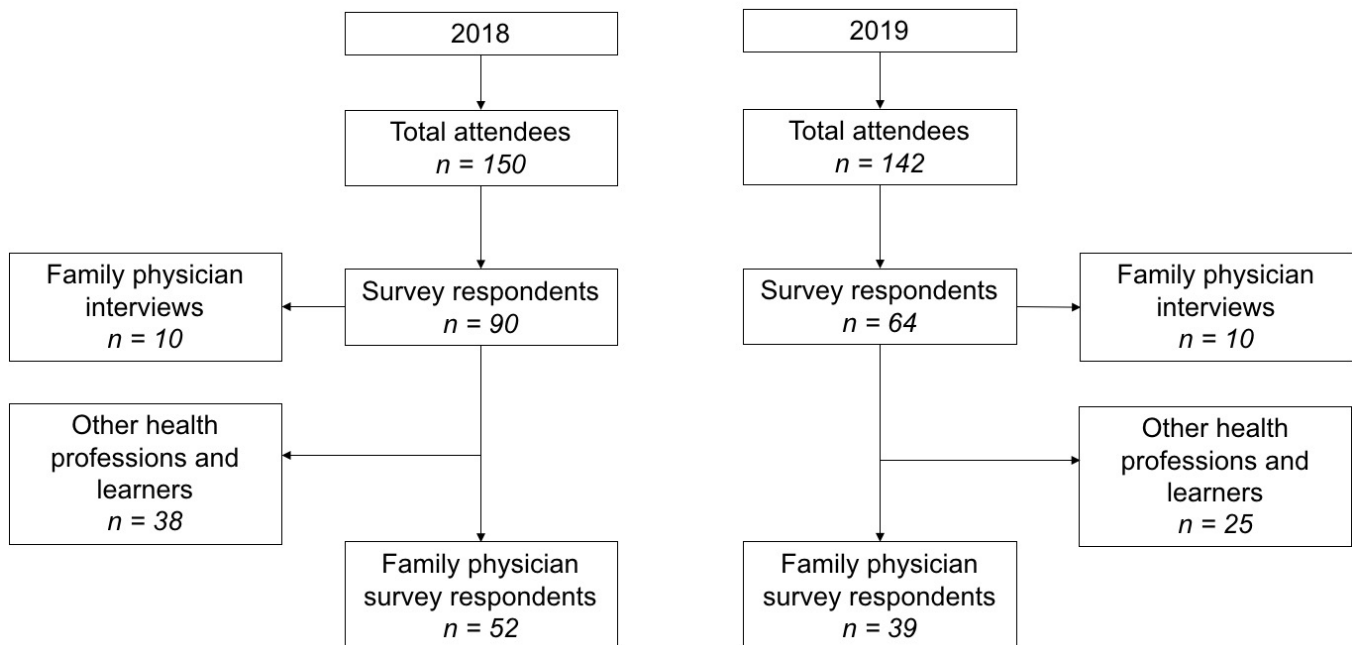 2018
Total attendees
n = 150
Family physician
interviews
n = 10
Survey respondents
n = 90
Other health
professions and
learners
n = 38
Family physician
survey respondents
n = 52
2019
Total attendees
n = 142
Survey respondents
n = 64
Family physician
interviews
n = 10
Other health
professions and
learners
n = 25
Family physician
survey respondents
n = 39